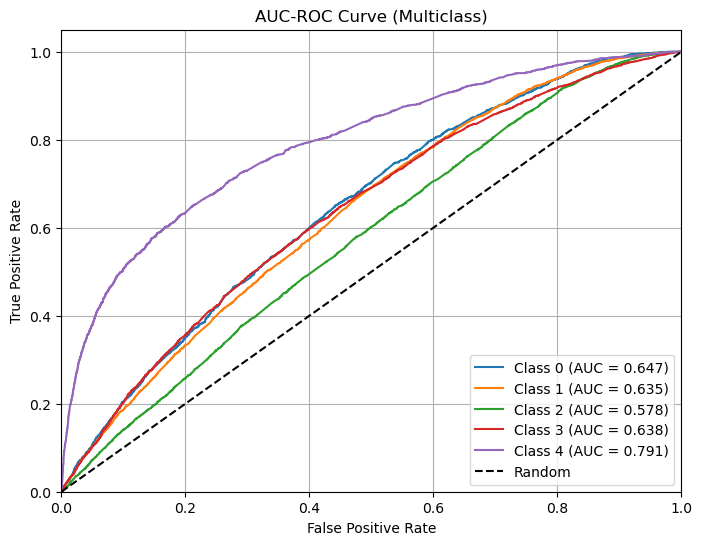 AUC-ROC Curve (Multiclass)
True Positive Rate
1.0
0.8
0.6
0.4
0.2
0.0
Class 0 (AUC = 0.647)
Class 1 (AUC = 0.635)
Class 2 (AUC = 0.578)
Class 3 (AUC = 0.638)
Class 4 (AUC = 0.791)
Random
0.0 0.2 0.4 0.6 0.8 1.0
False Positive Rate